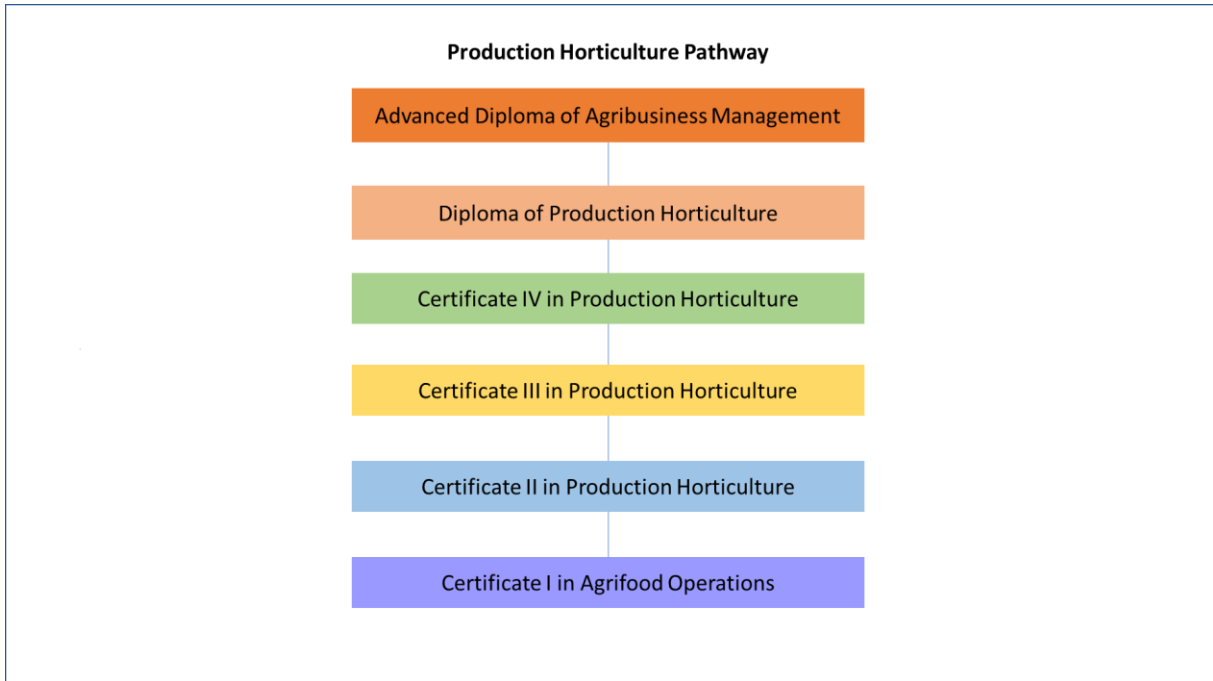 Production Horticulture Pathway
Advanced Diploma of Agribusiness Management
Diploma of Production Horticulture
Certificate IV in Production Horticulture
Certificate III in Production Horticulture
Certificate II in Production Horticulture
Certificate I in Agrifood Operations